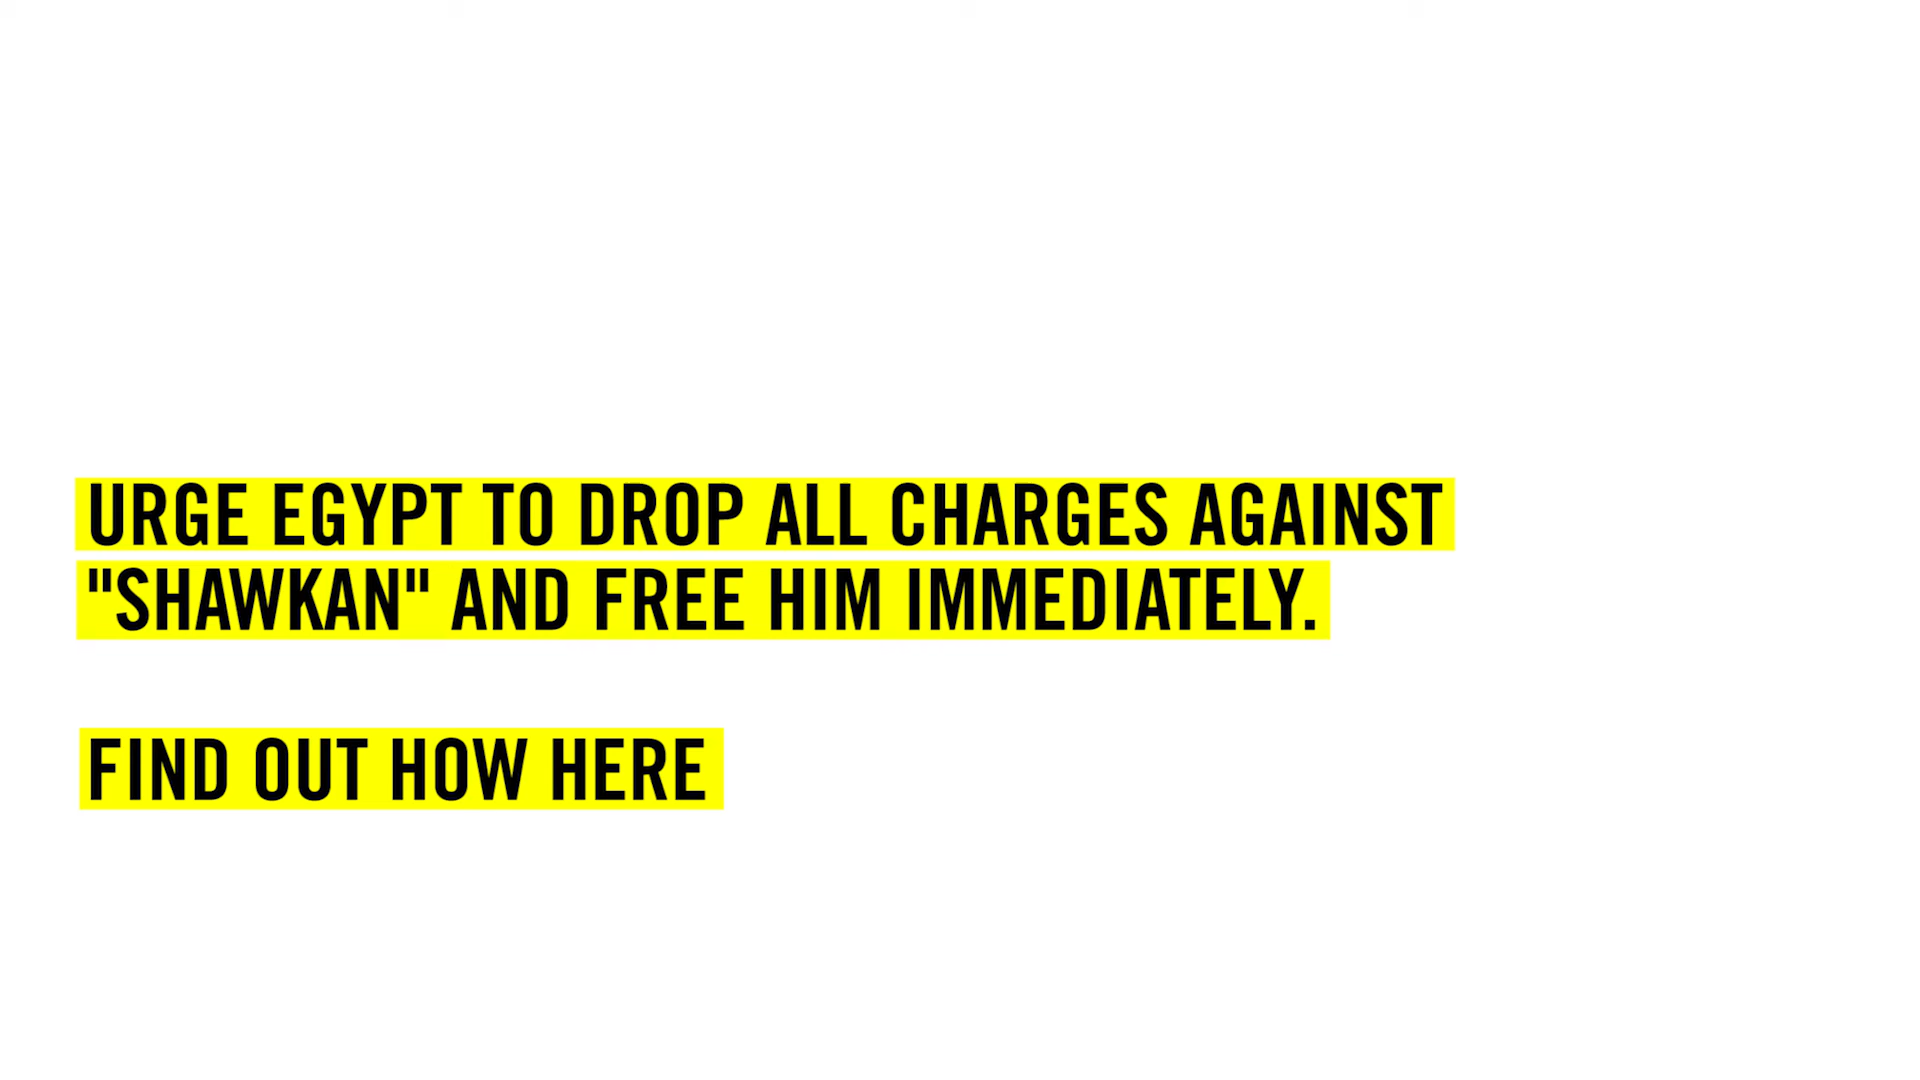 URGE EGYPT TO DROP ALL CHARGES AGAINST
"SHAWKAN" AND FREE HIM IMMEDIATELY.
FIND OUT HOW HERE